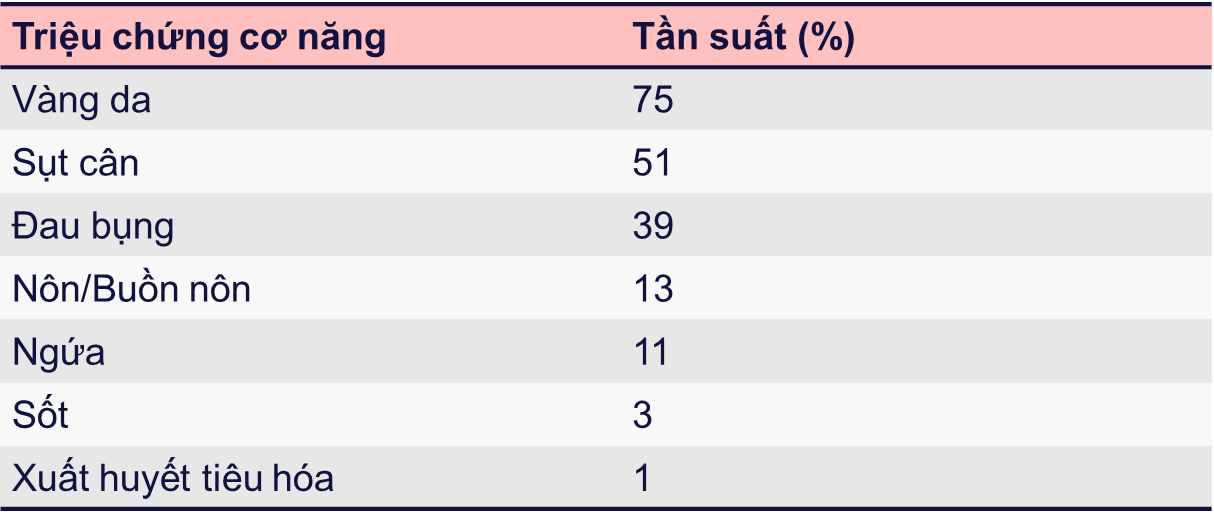 Triệu chứng cơ năng Tần suất (%)
Vàng da 75
Sụt cân 51
Đau bụng 39
Nôn/Buồn nôn 13
Ngứa 11
Sốt 3
Xuất huyết tiêu hóa 1